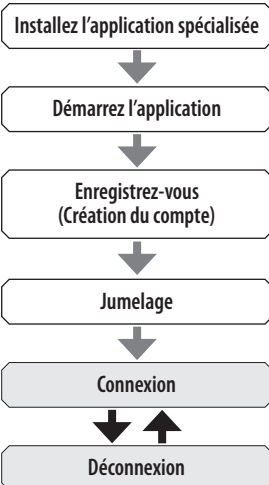 Installez l'application spécialisée
Démarrez l'application
Enregistrez-vous
(Création du compte)
Jumelage
Connexion
Déconnexion